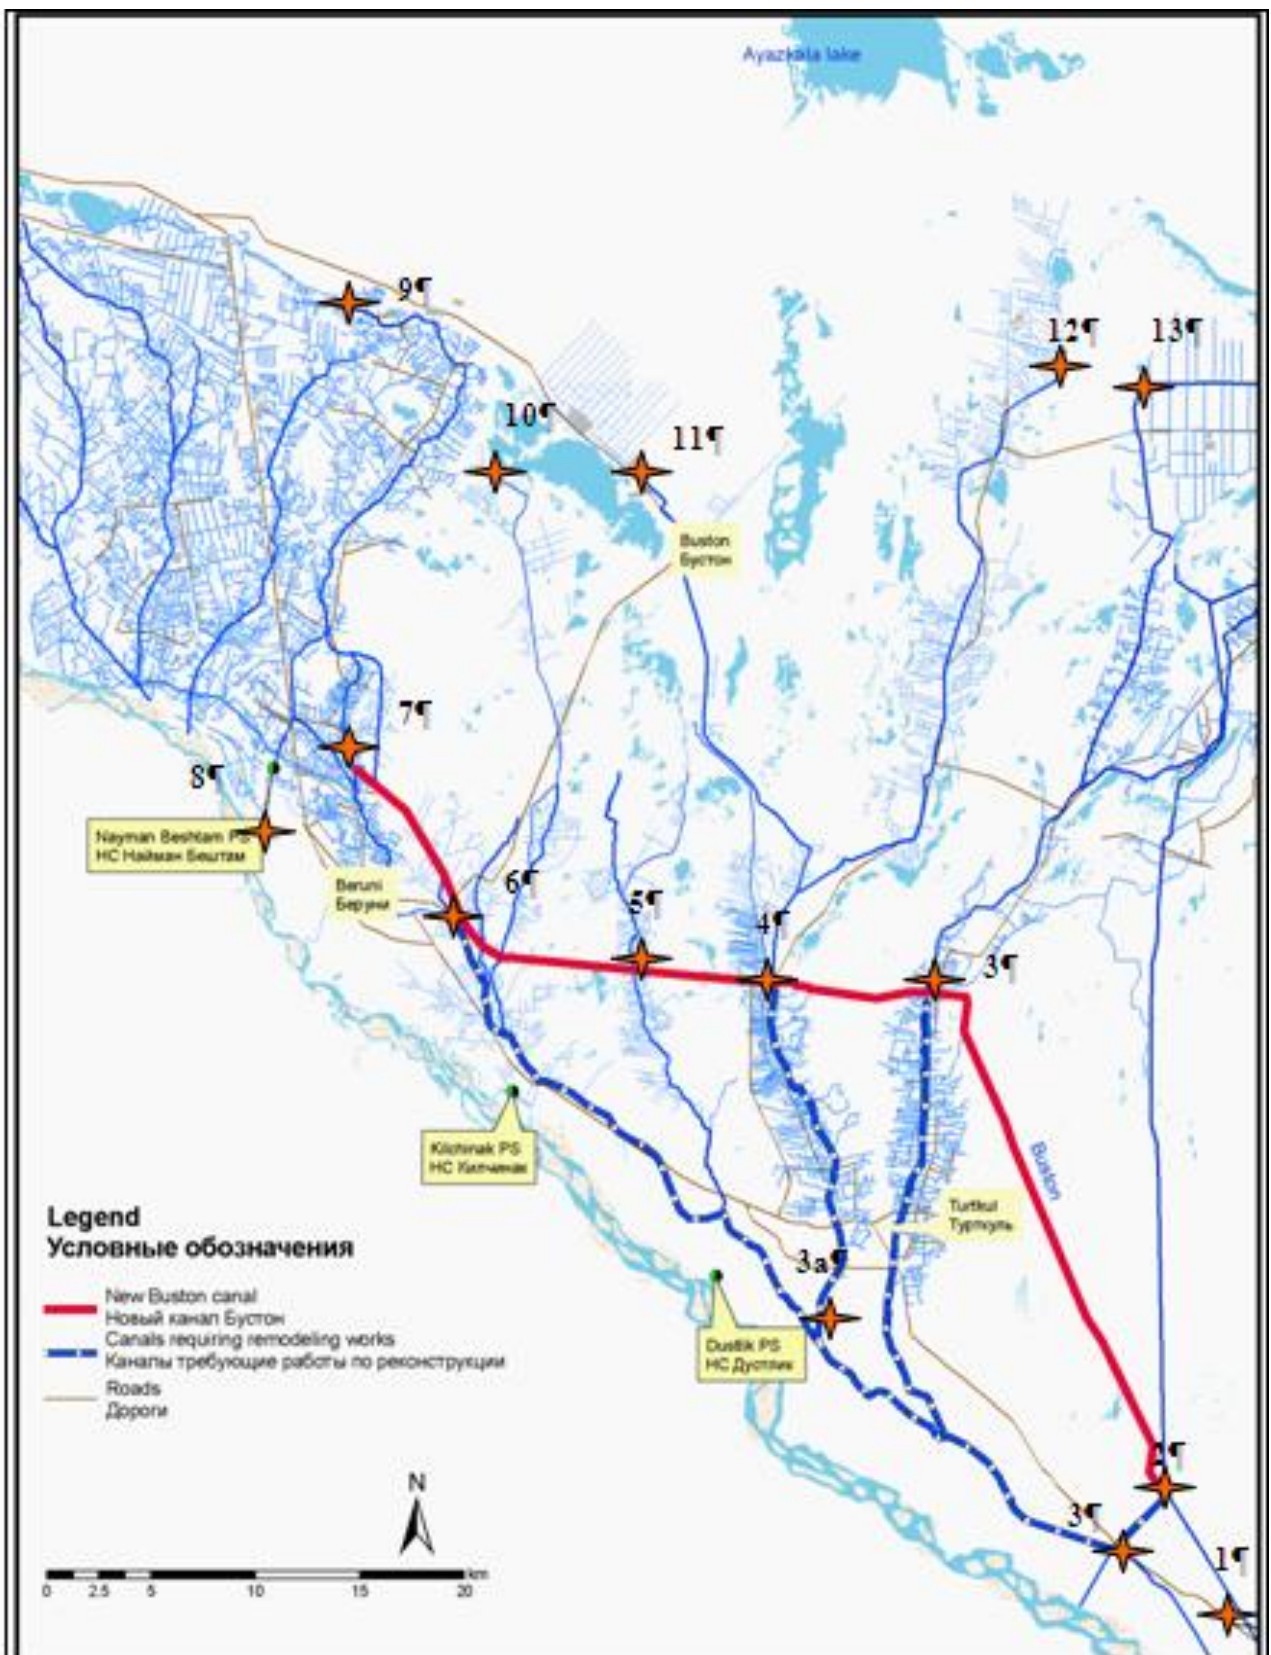 Ayazkala lake
9¶
12¶
13¶
10¶
11¶
Buston
Бустон
7¶
8¶
Nayman Beshtam PS
НС Найман Бештам
Beruni
Беруни
6¶
5¶
4¶
3¶
Kilchinak PS
НС Килчинак
Buston
Turtkul
Турткуль
3a¶
Dustlik PS
НС Дустлик
2¶
3¶
1¶
Legend
Условные обозначения
New Buston canal
Новый канал Бустон
Canals requiring remodeling works
Каналы требующие работы по реконструкции
Roads
Дороги
N
km
0 2.5 5 10 15 20